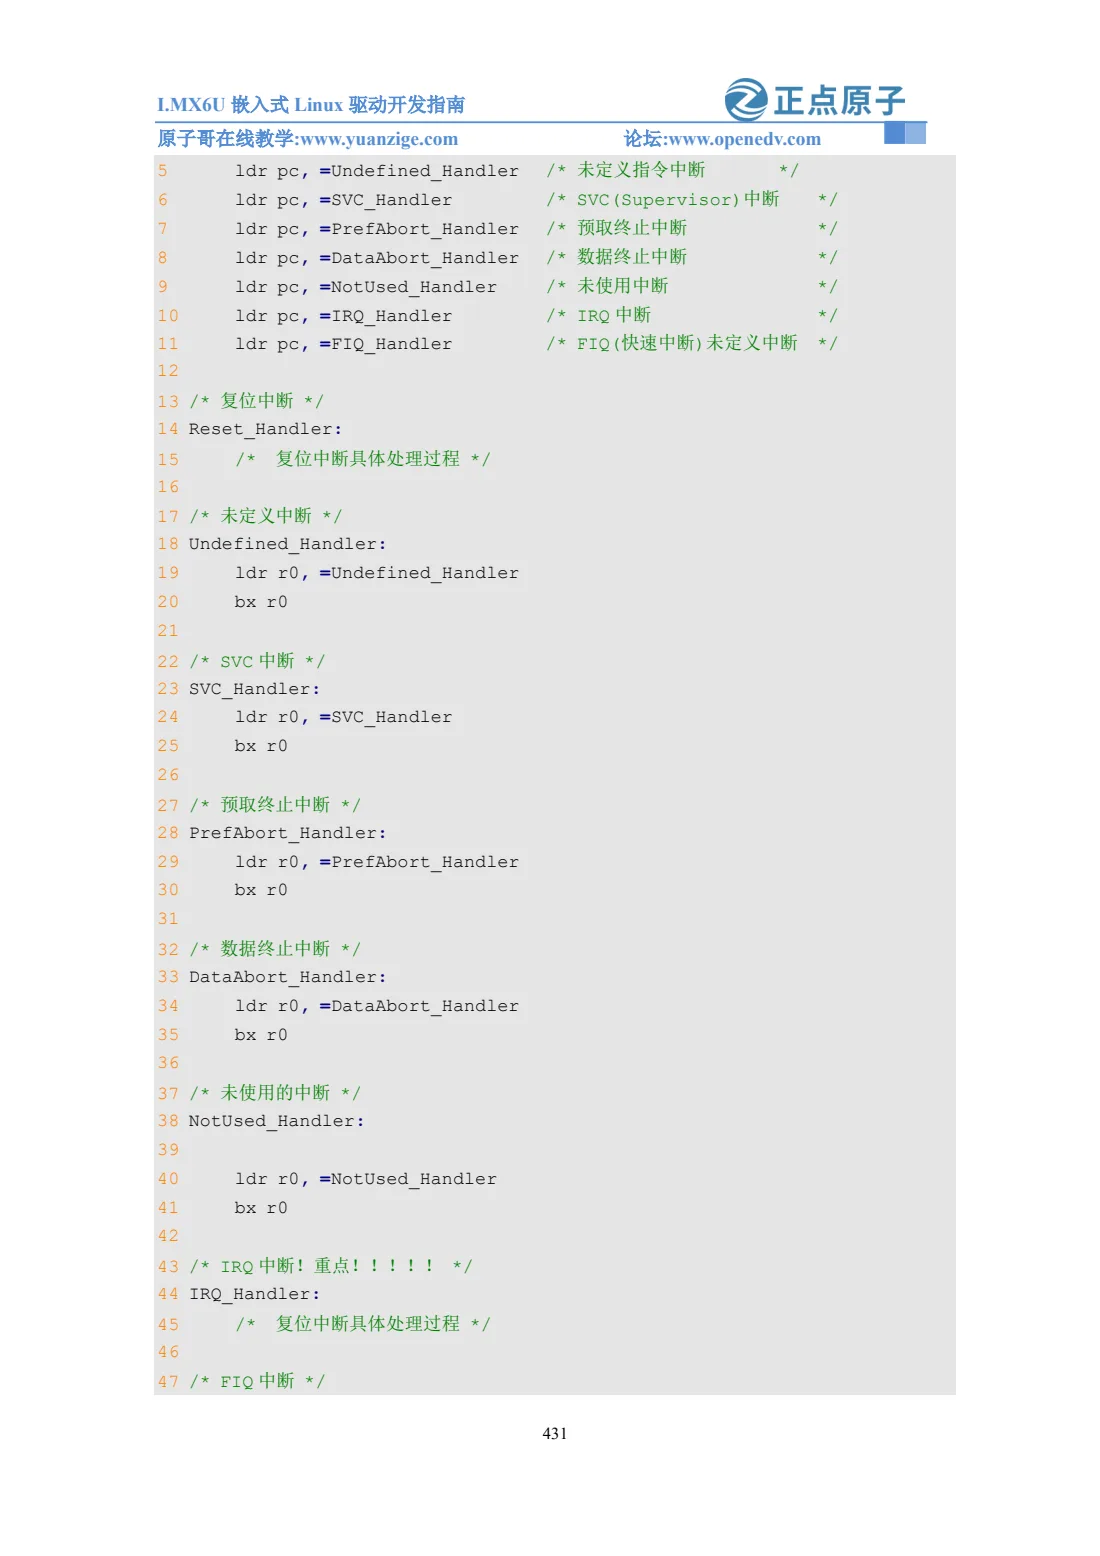 I.MX6U 嵌入式 Linux 驱动开发指南
正点原子
原子哥在线教学:www.yuanzige.com 论坛:www.openedv.com
5 ldr pc, =Undefined_Handler /* 未定义指令中断 */
6 ldr pc, =SVC_Handler /* SVC(Supervisor)中断 */
7 ldr pc, =PrefAbort_Handler /* 预取终止中断 */
8 ldr pc, =DataAbort_Handler /* 数据终止中断 */
9 ldr pc, =NotUsed_Handler /* 未使用中断 */
10 ldr pc, =IRQ_Handler /* IRQ 中断 */
11 ldr pc, =FIQ_Handler /* FIQ(快速中断)未定义中断 */
12
13 /* 复位中断 */
14 Reset_Handler:
15 /* 复位中断具体处理过程 */
16
17 /* 未定义中断 */
18 Undefined_Handler:
19 ldr r0, =Undefined_Handler
20 bx r0
21
22 /* SVC 中断 */
23 SVC_Handler:
24 ldr r0, =SVC_Handler
25 bx r0
26
27 /* 预取终止中断 */
28 PrefAbort_Handler:
29 ldr r0, =PrefAbort_Handler
30 bx r0
31
32 /* 数据终止中断 */
33 DataAbort_Handler:
34 ldr r0, =DataAbort_Handler
35 bx r0
36
37 /* 未使用的中断 */
38 NotUsed_Handler:
39
40 ldr r0, =NotUsed_Handler
41 bx r0
42
43 /* IRQ 中断！重点！！！！！ */
44 IRQ_Handler:
45 /* 复位中断具体处理过程 */
46
47 /* FIQ 中断 */
431